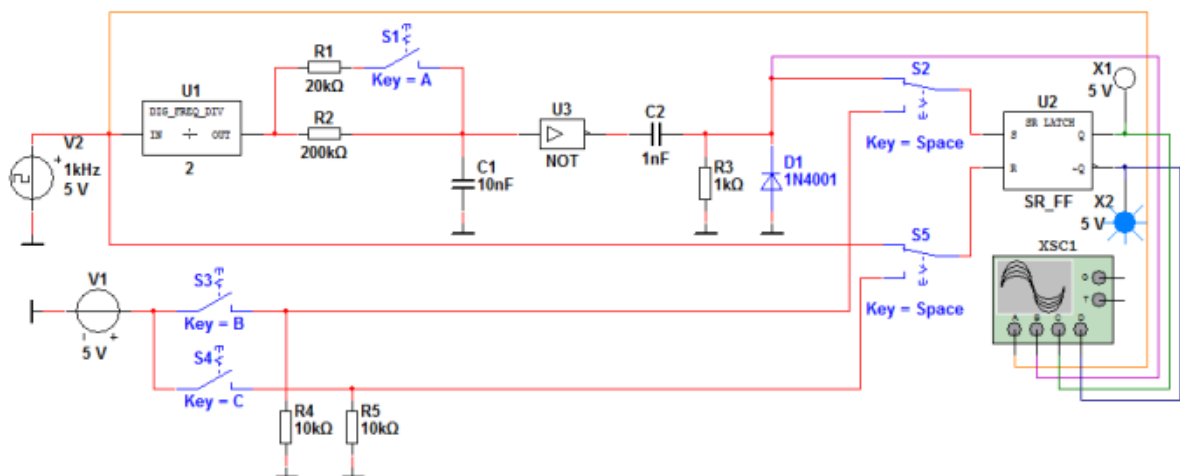 S1
R1
Key = A
20kΩ
S2
X1
5 V
U1
DIG_FREQ_DIV
IN ÷ OUT
2
R2
200kΩ
U3
NOT
C2
1nF
Key = Space
U2
SR LATCH
S Q
R ~Q
SR_FF
V2
1kHz
5 V
C1
10nF
R3
1kΩ
D1
1N4001
X2
5 V
S5
Key = Space
XSC1
G
T
A B C D
V1
5 V
S3
Key = B
S4
Key = C
R4
10kΩ
R5
10kΩ